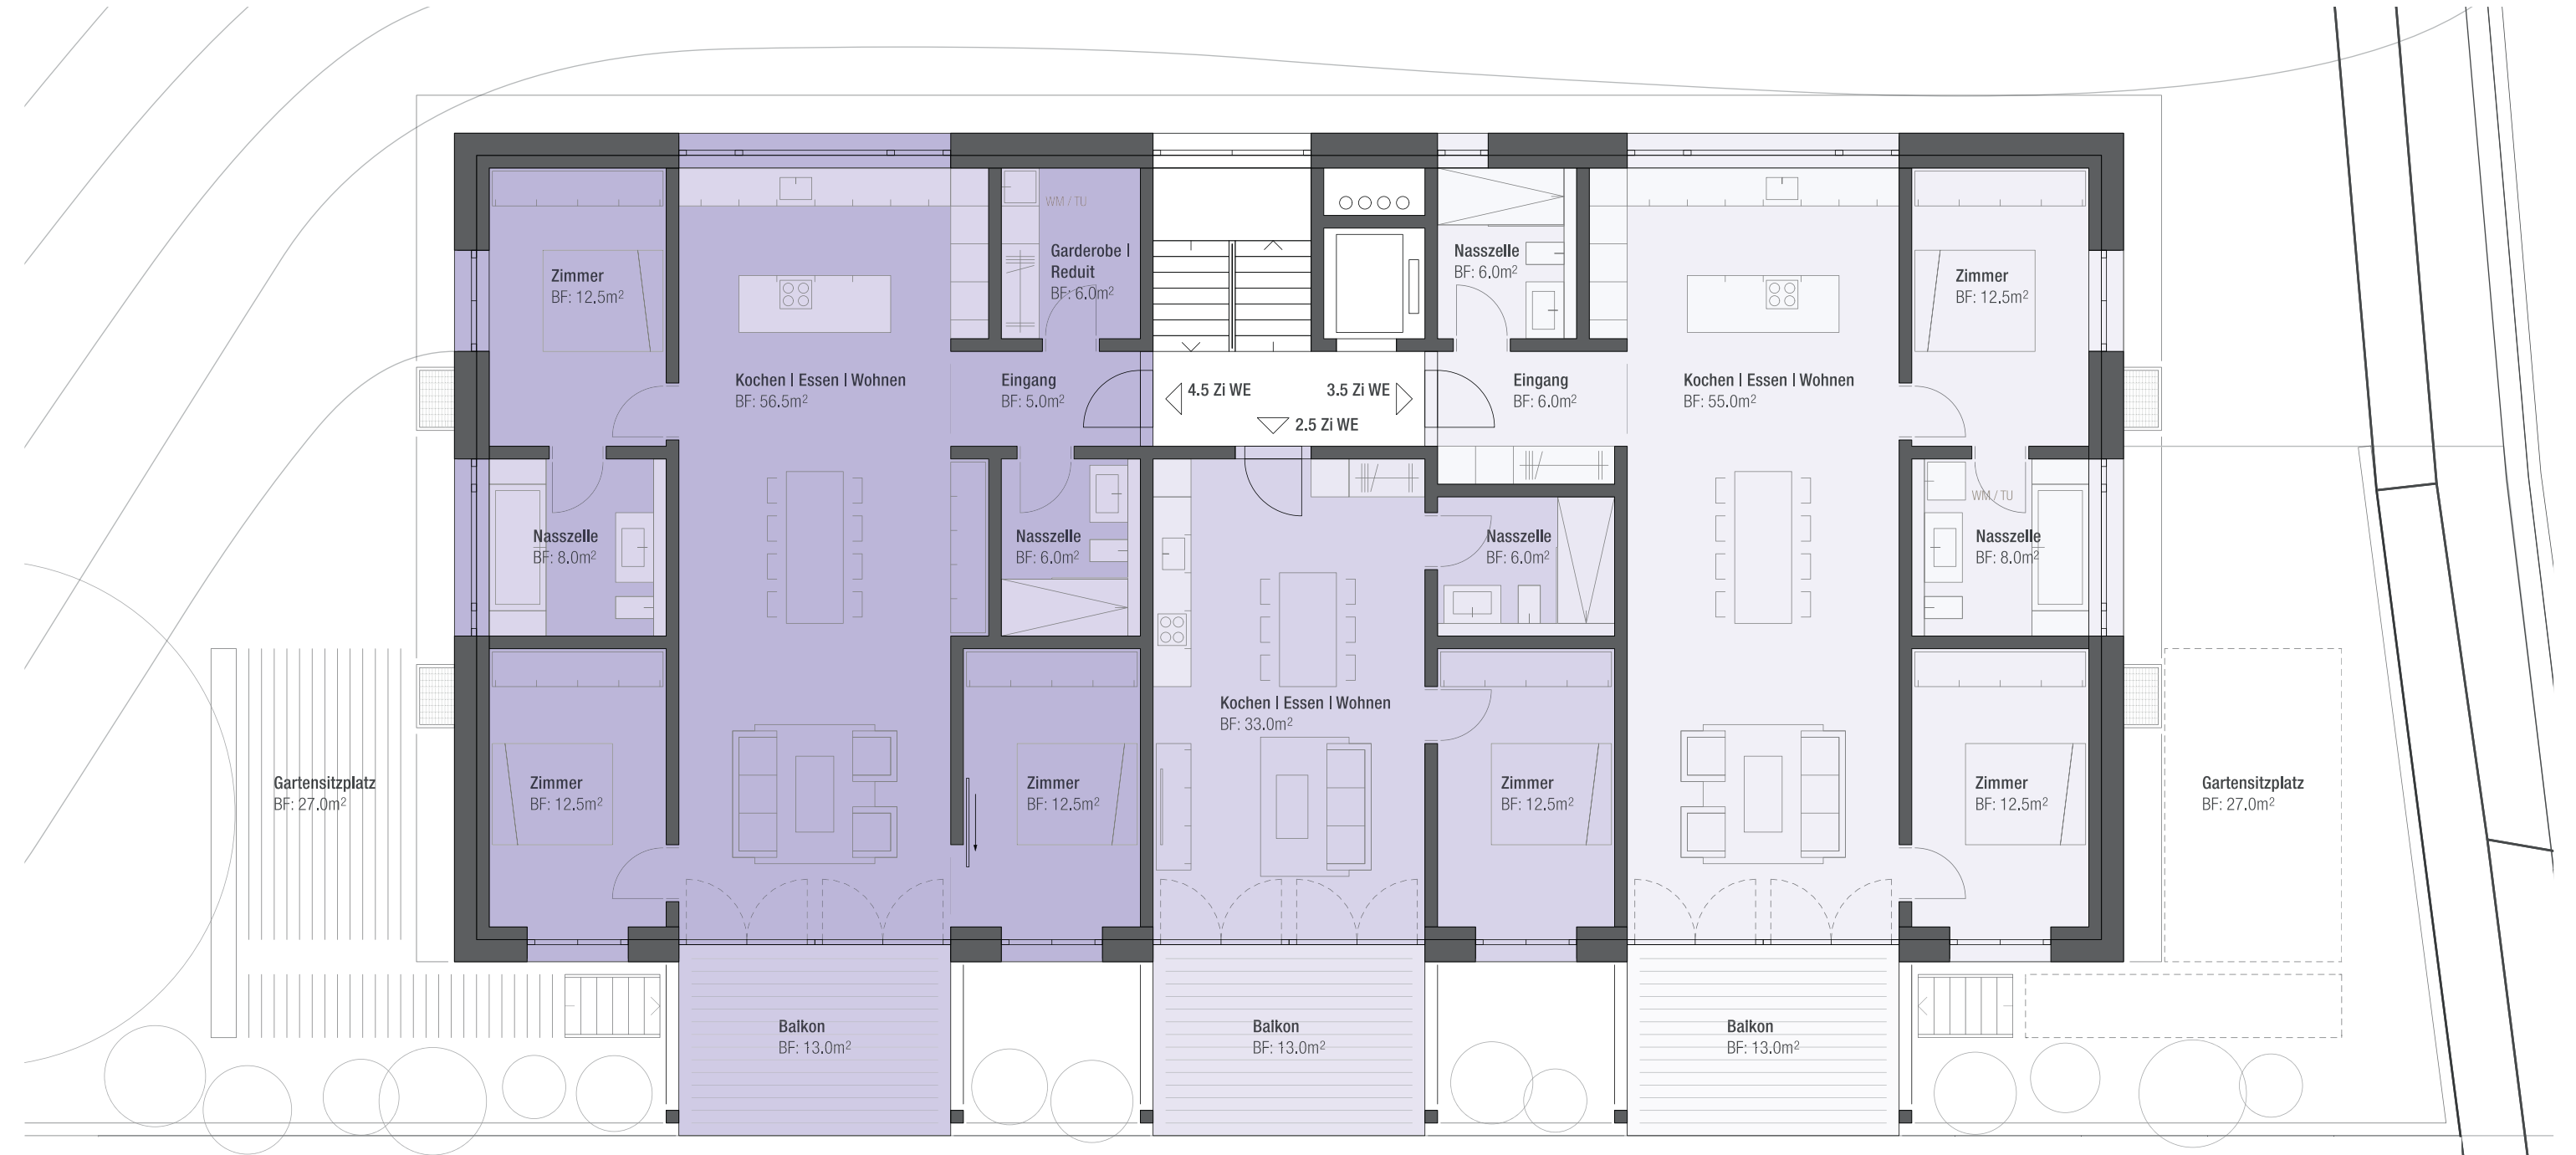 WM / TU
Garderobe |
Reduit
BF: 6.0m²
Nasszelle
BF: 6.0m²
Zimmer
BF: 12.5m²
Zimmer
BF: 12.5m²
Kochen | Essen | Wohnen
BF: 56.5m²
Eingang
BF: 5.0m²
4.5 Zi WE
3.5 Zi WE
2.5 Zi WE
Eingang
BF: 6.0m²
Kochen | Essen | Wohnen
BF: 55.0m²
WM / TU
Nasszelle
BF: 8.0m²
Nasszelle
BF: 6.0m²
Nasszelle
BF: 6.0m²
Nasszelle
BF: 8.0m²
Kochen | Essen | Wohnen
BF: 33.0m²
Gartensitzplatz
BF: 27.0m²
Zimmer
BF: 12.5m²
Zimmer
BF: 12.5m²
Zimmer
BF: 12.5m²
Zimmer
BF: 12.5m²
Gartensitzplatz
BF: 27.0m²
Balkon
BF: 13.0m²
Balkon
BF: 13.0m²
Balkon
BF: 13.0m²